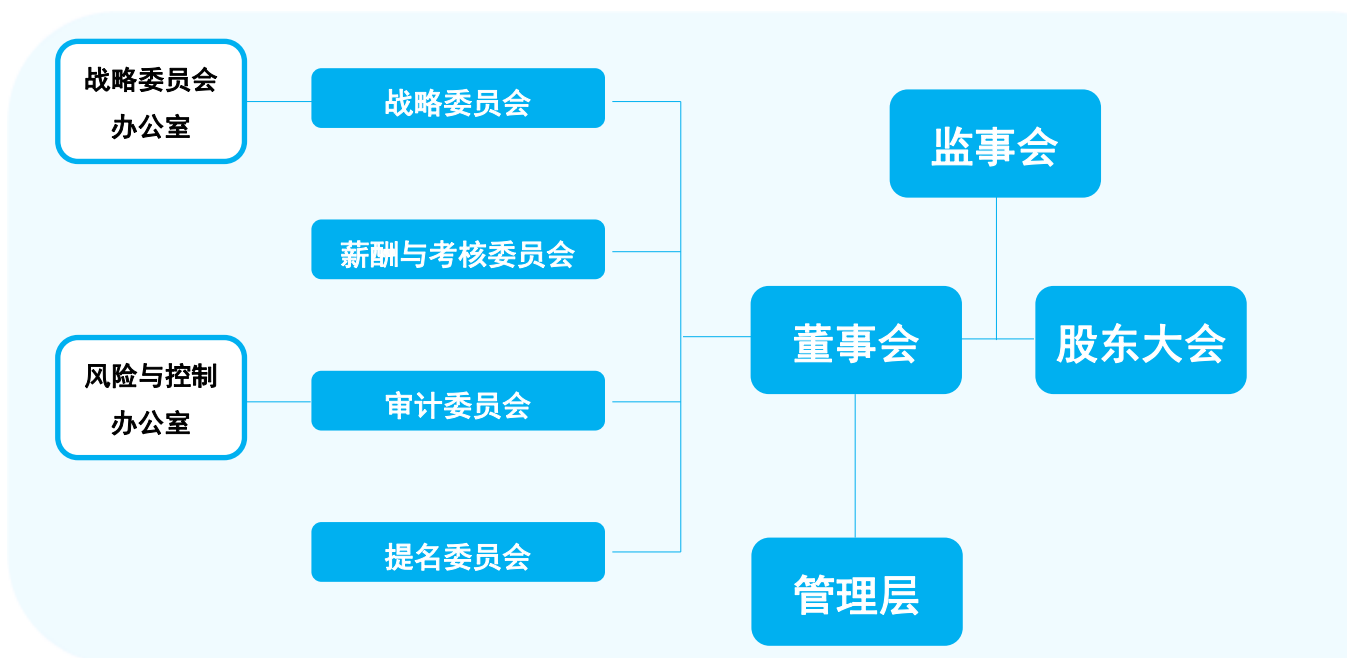 战略委员会
办公室
战略委员会
监事会
薪酬与考核委员会
董事会
股东大会
风险与控制
办公室
审计委员会
提名委员会
管理层